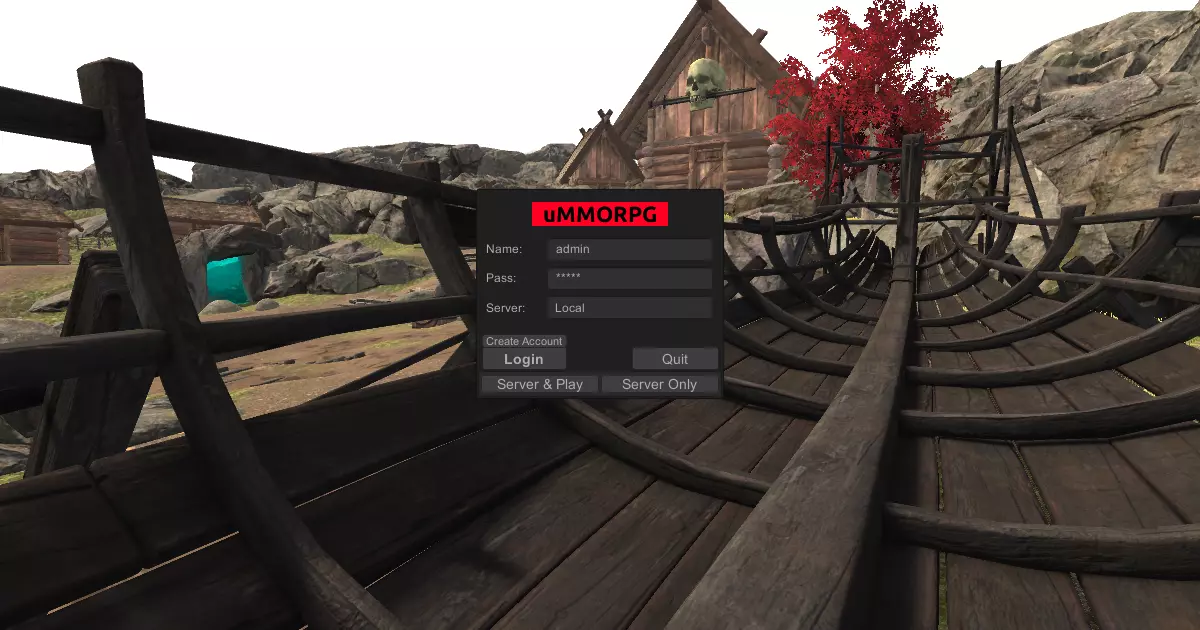 uMMORPG
Name: admin
Pass: *****
Server: Local
Create Account
Login Quit
Server & Play Server Only